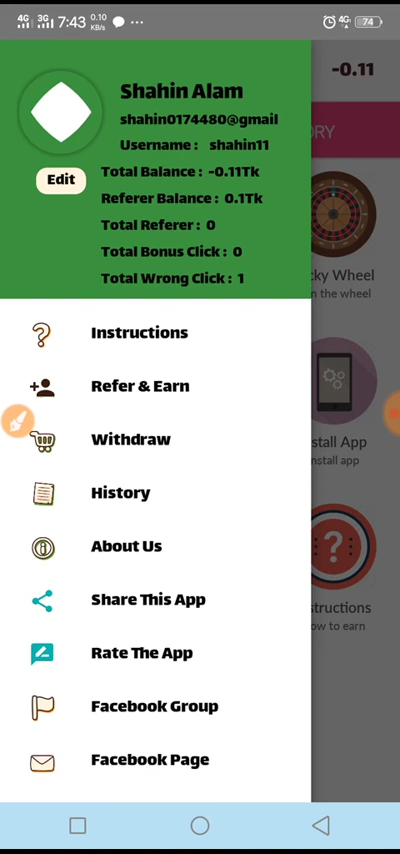 4G 3G 7:43 0.10 KB/s 4G 74
-0.11
Shahin Alam
shahin0174480@gmail
Username : shahin11
Edit
Total Balance : -0.11Tk
Referer Balance : 0.1Tk
Total Referer : 0
Total Bonus Click : 0
Total Wrong Click : 1
ORY
cky Wheel
n the wheel
Instructions
Refer & Earn
Withdraw
stall App
nstall app
History
About Us
Share This App
structions
ow to earn
Rate The App
Facebook Group
Facebook Page